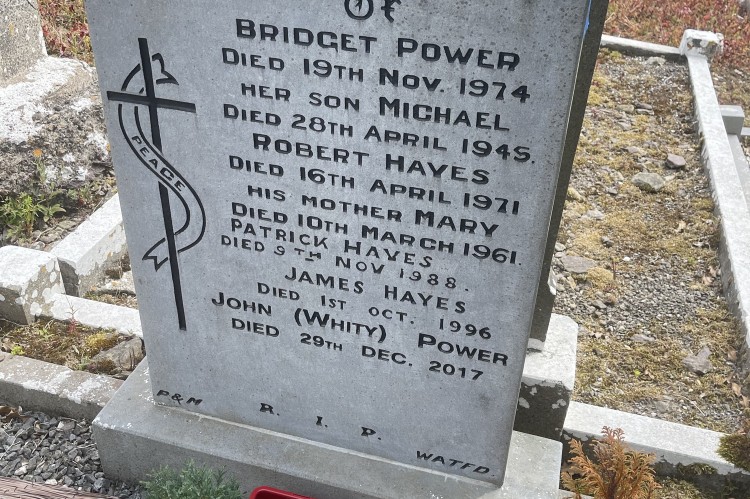 OF
BRIDGET POWER
DIED 19TH NOV. 1974
HER SON MICHAEL
DIED 28TH APRIL 1945.
ROBERT HAYES
DIED 16TH APRIL 1971
HIS MOTHER MARY
DIED 10TH MARCH 1961.
PATRICK HAYES
DIED 9TH NOV 1988.
JAMES HAYES
DIED 1ST OCT. 1996
JOHN (WHITY) POWER
DIED 29TH DEC. 2017
PEACE
P&M R. I. P. WATFD